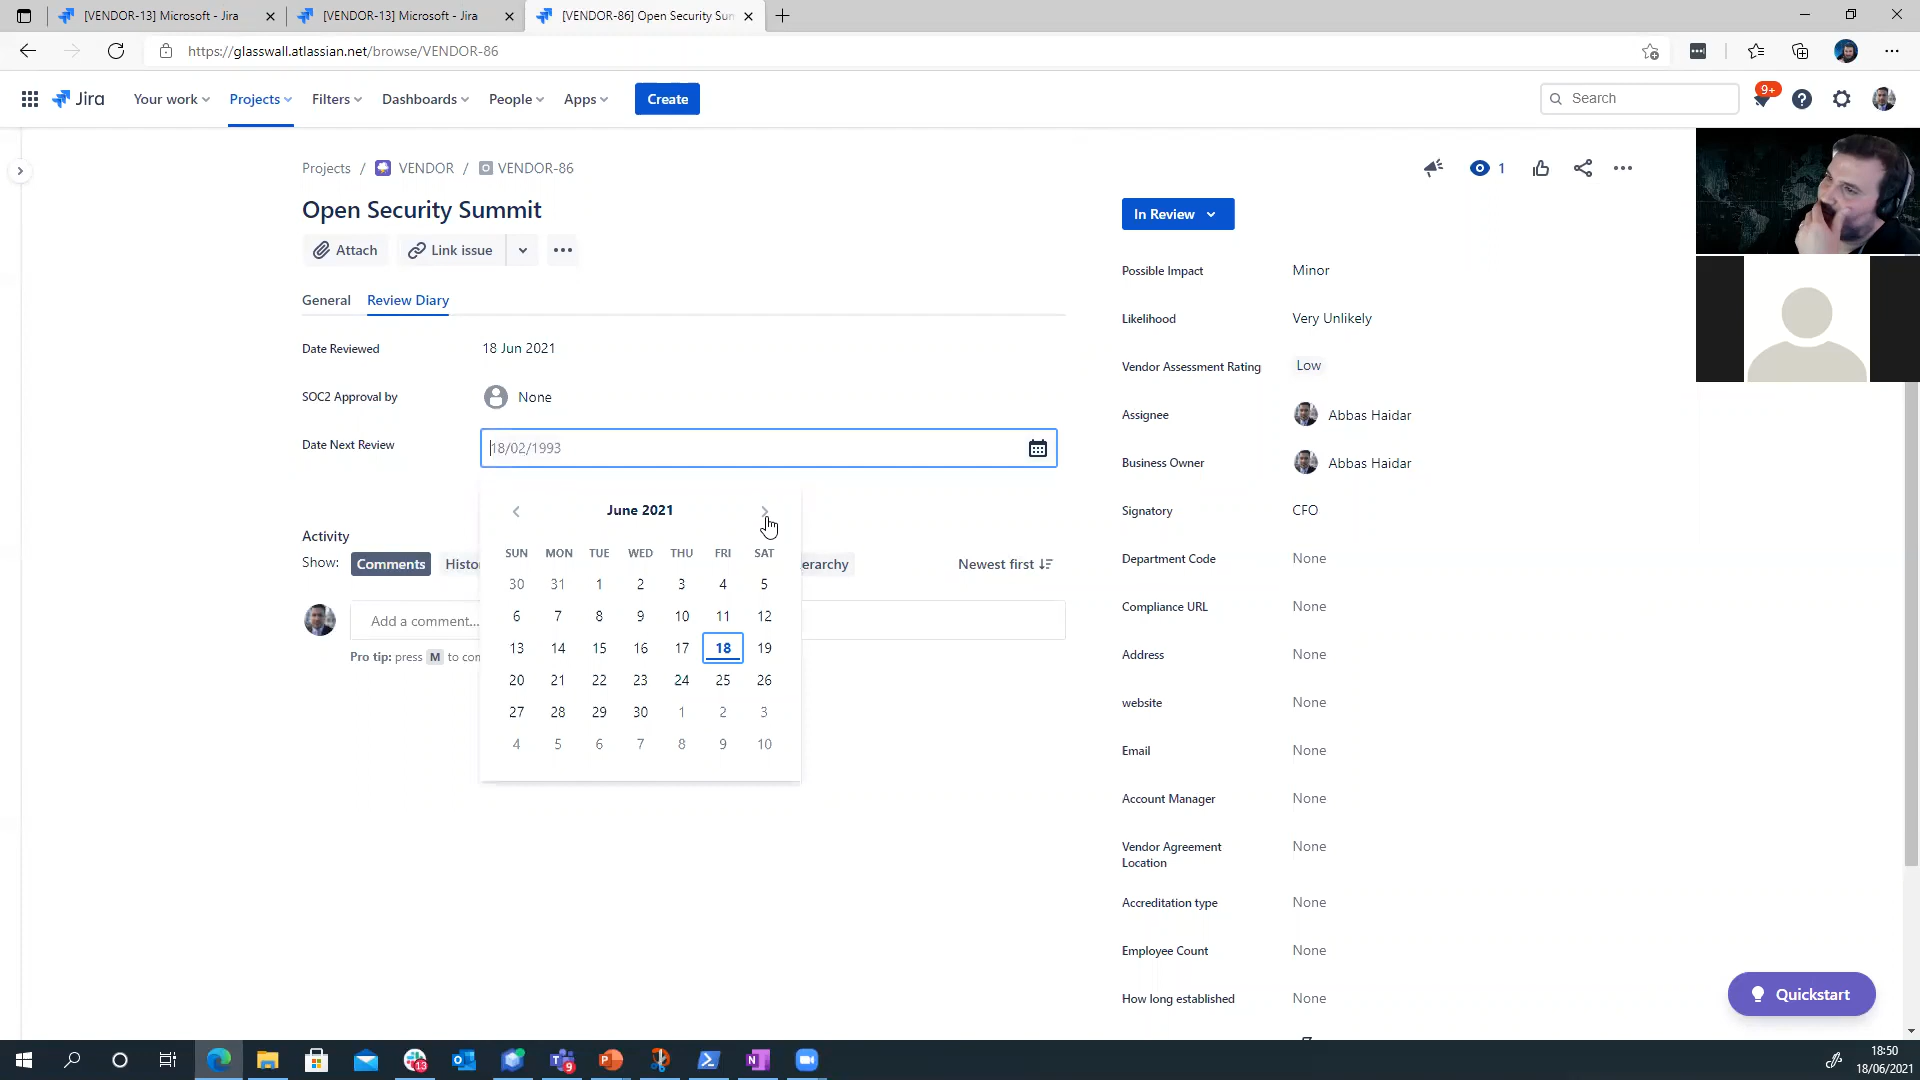 [VENDOR-13] Microsoft - Jira
[VENDOR-13] Microsoft - Jira
[VENDOR-86] Open Security Sum
https://glasswall.atlassian.net/browse/VENDOR-86
Jira
Your work
Projects
Filters
Dashboards
People
Apps
Create
Search
9+
Projects / VENDOR / VENDOR-86
1
Open Security Summit
In Review
Attach
Link issue
General
Review Diary
Date Reviewed
18 Jun 2021
SOC2 Approval by
None
Date Next Review
18/02/1993
June 2021
SUN MON TUE WED THU FRI SAT
30 31 1 2 3 4 5
6 7 8 9 10 11 12
13 14 15 16 17 18 19
20 21 22 23 24 25 26
27 28 29 30 1 2 3
4 5 6 7 8 9 10
Activity
Show:
Comments
Histo
erarchy
Newest first
Add a comment...
Pro tip: press M to con
Possible Impact
Minor
Likelihood
Very Unlikely
Vendor Assessment Rating
Low
Assignee
Abbas Haidar
Business Owner
Abbas Haidar
Signatory
CFO
Department Code
None
Compliance URL
None
Address
None
website
None
Email
None
Account Manager
None
Vendor Agreement
Location
None
Accreditation type
None
Employee Count
None
How long established
None
Quickstart
13
9
18:50
18/06/2021